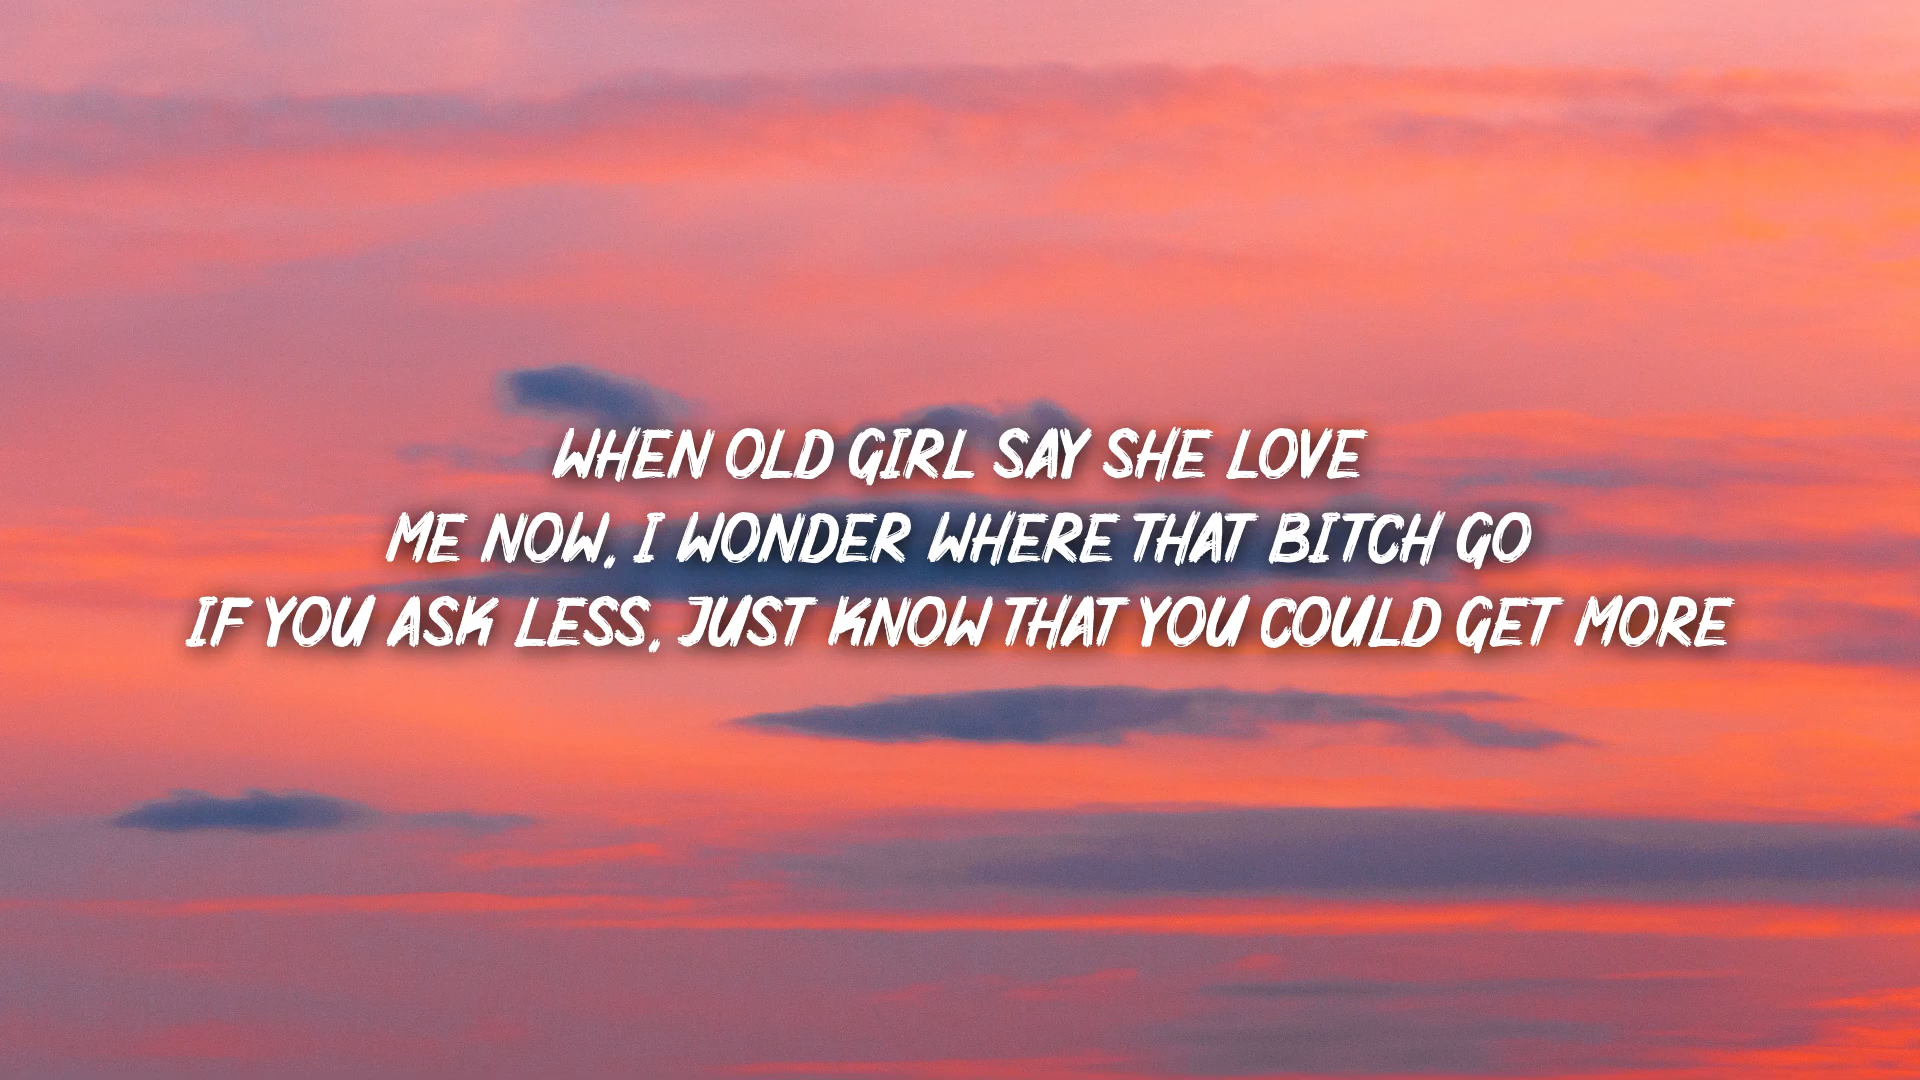 WHEN OLD GIRL SAY SHE LOVE
ME NOW, I WONDER WHERE THAT BITCH GO
IF YOU ASK LESS, JUST KNOW THAT YOU COULD GET MORE